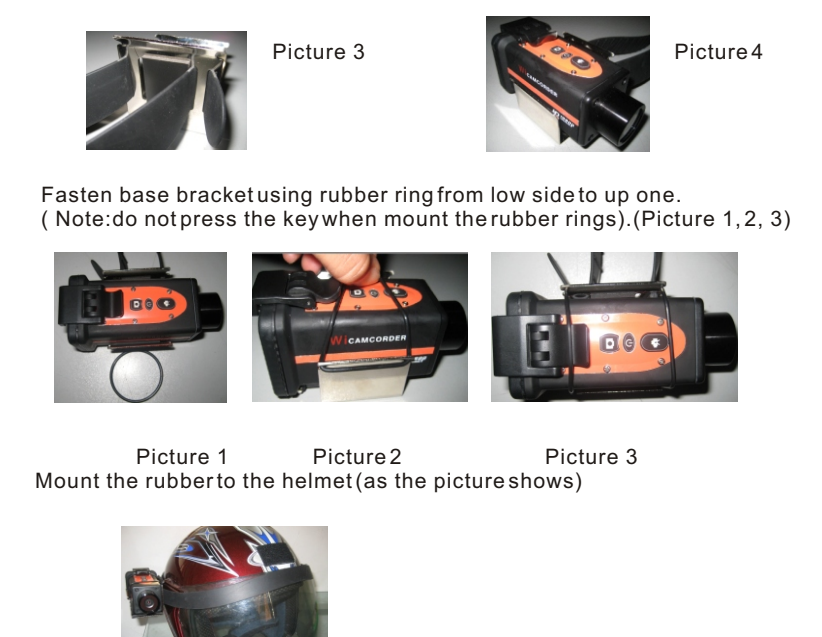 Picture 3
Picture 4
CAMCORDER
Fasten base bracket using rubber ring from low side to up one.
( Note:do not press the key when mount the rubber rings).(Picture 1, 2, 3)
Wi CAMCORDER
Picture 1
Picture 2
Picture 3
Mount the rubber to the helmet (as the picture shows)